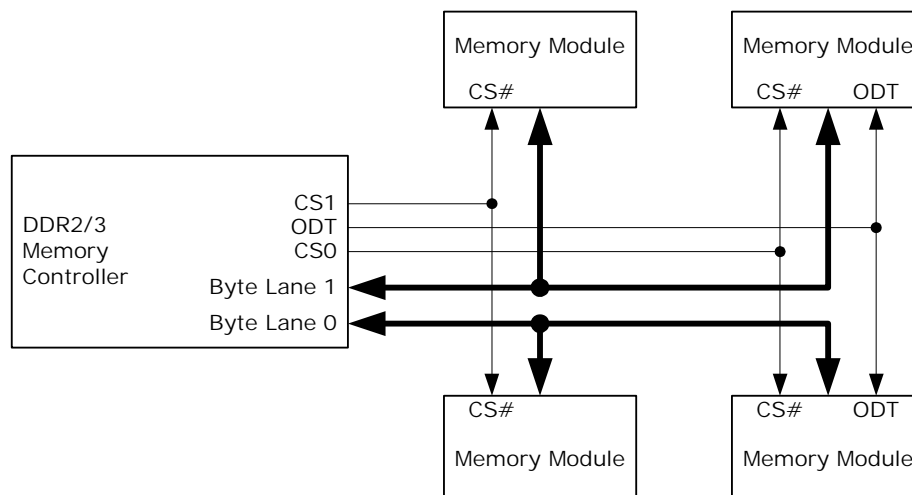 Memory Module
Memory Module
CS#
CS#
ODT
DDR2/3
Memory
Controller
CS1
ODT
CS0
Byte Lane 1
Byte Lane 0
CS#
CS#
ODT
Memory Module
Memory Module